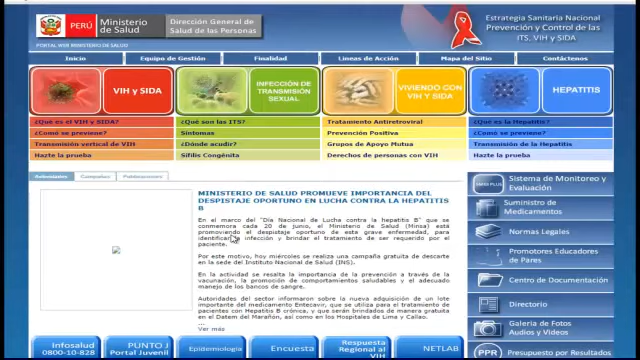 PERÚ
Ministerio de Salud
Dirección General de Salud de las Personas
Estrategia Sanitaria Nacional
Prevención y Control de las
ITS, VIH y SIDA
PORTAL WEB MINISTERIO DE SALUD
Inicio
Equipo de Gestión
Finalidad
Líneas de Acción
Mapa del Sitio
Contáctenos
VIH y SIDA
INFECCIÓN DE TRANSMISIÓN SEXUAL
VIVIENDO CON VIH Y SIDA
HEPATITIS
¿Qué es el VIH y SIDA?
¿Qué son las ITS?
Tratamiento Antiretroviral
¿Qué es la Hepatitis?
¿Como se previene?
Síntomas
Prevención Positiva
¿Como se previene?
Transmisión vertical de VIH
¿Dónde acudir?
Grupos de Apoyo Mutuo
Transmisión de la Hepatitis
Hazte la prueba
Sífilis Congénita
Derechos de personas con VIH
Hazte la prueba
Actividades
Campañas
MINISTERIO DE SALUD PROMUEVE IMPORTANCIA DEL
DESPISTAJE OPORTUNO EN LUCHA CONTRA LA HEPATITIS
B
En el marco del "Día Nacional de Lucha contra la hepatitis B" que se
conmemora cada 20 de junio, el Ministerio de Salud (Minsa) está
promoviendo el despistaje oportuno de esta grave enfermedad, para
identificar la infección y brindar el tratamiento de ser requerido por el
paciente.
Por este motivo, hoy miércoles se realiza una campaña gratuita de descarte
en la sede del Instituto Nacional de Salud (INS).
En la actividad se resalta la importancia de la prevención a través de la
vacunación, la promoción de comportamientos saludables y el adecuado
manejo de los bancos de sangre.
Autoridades del sector informaron sobre la nueva adquisición de un lote
importante del medicamento Entecavir, que se utiliza para el tratamiento de
pacientes con Hepatitis B crónica, y que serán brindados de manera gratuita
en el Datem del Marañón, así como en los Hospitales de Lima y Callao.
...
Ver más
Sistema de Monitoreo y Evaluación
Suministro de Medicamentos
Normas Legales
Promotores Educadores de Pares
Centro de Documentación
Directorio
Galería de Fotos Audios y Videos
PPR
Presupuesto por Resultados
Infosalud
0800-10-828
PUNTO J
Portal Juvenil
Epidemiología
Encuesta
Respuesta Regional al VIH
NETLAB